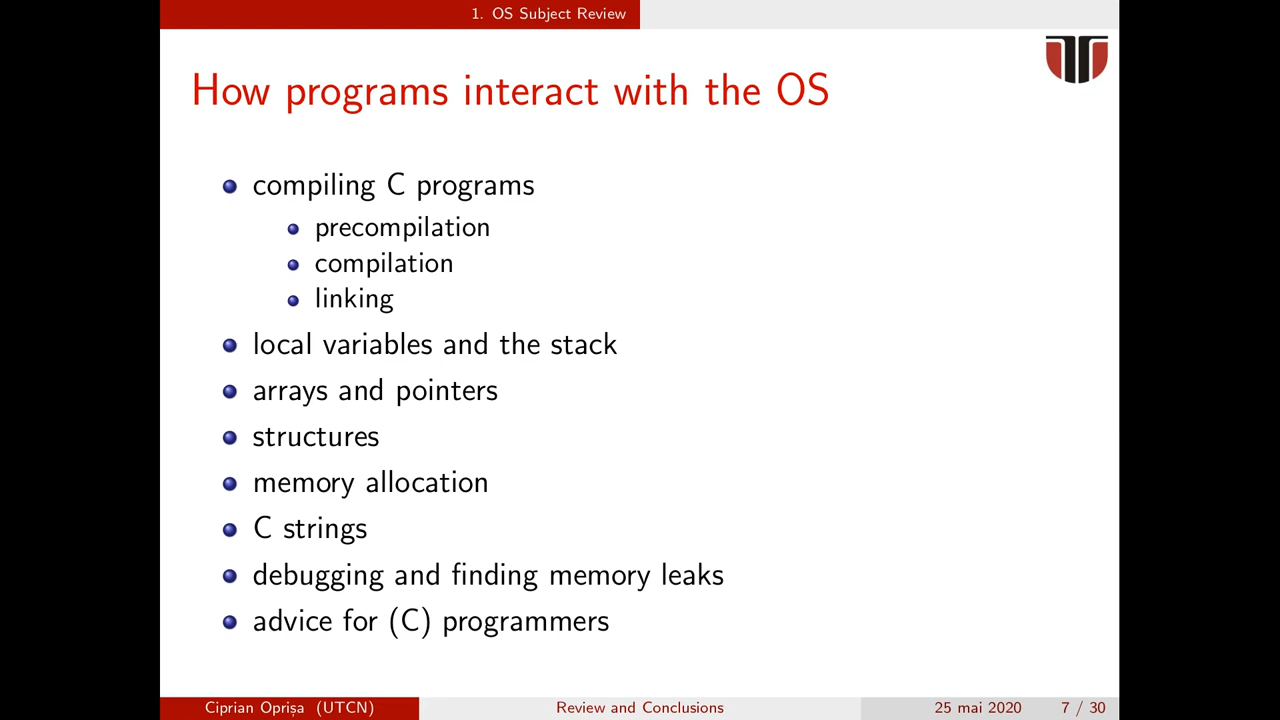 1. OS Subject Review
How programs interact with the OS
compiling C programs
precompilation
compilation
linking
local variables and the stack
arrays and pointers
structures
memory allocation
C strings
debugging and finding memory leaks
advice for (C) programmers
Ciprian Oprișa (UTCN) Review and Conclusions 25 mai 2020 7 / 30